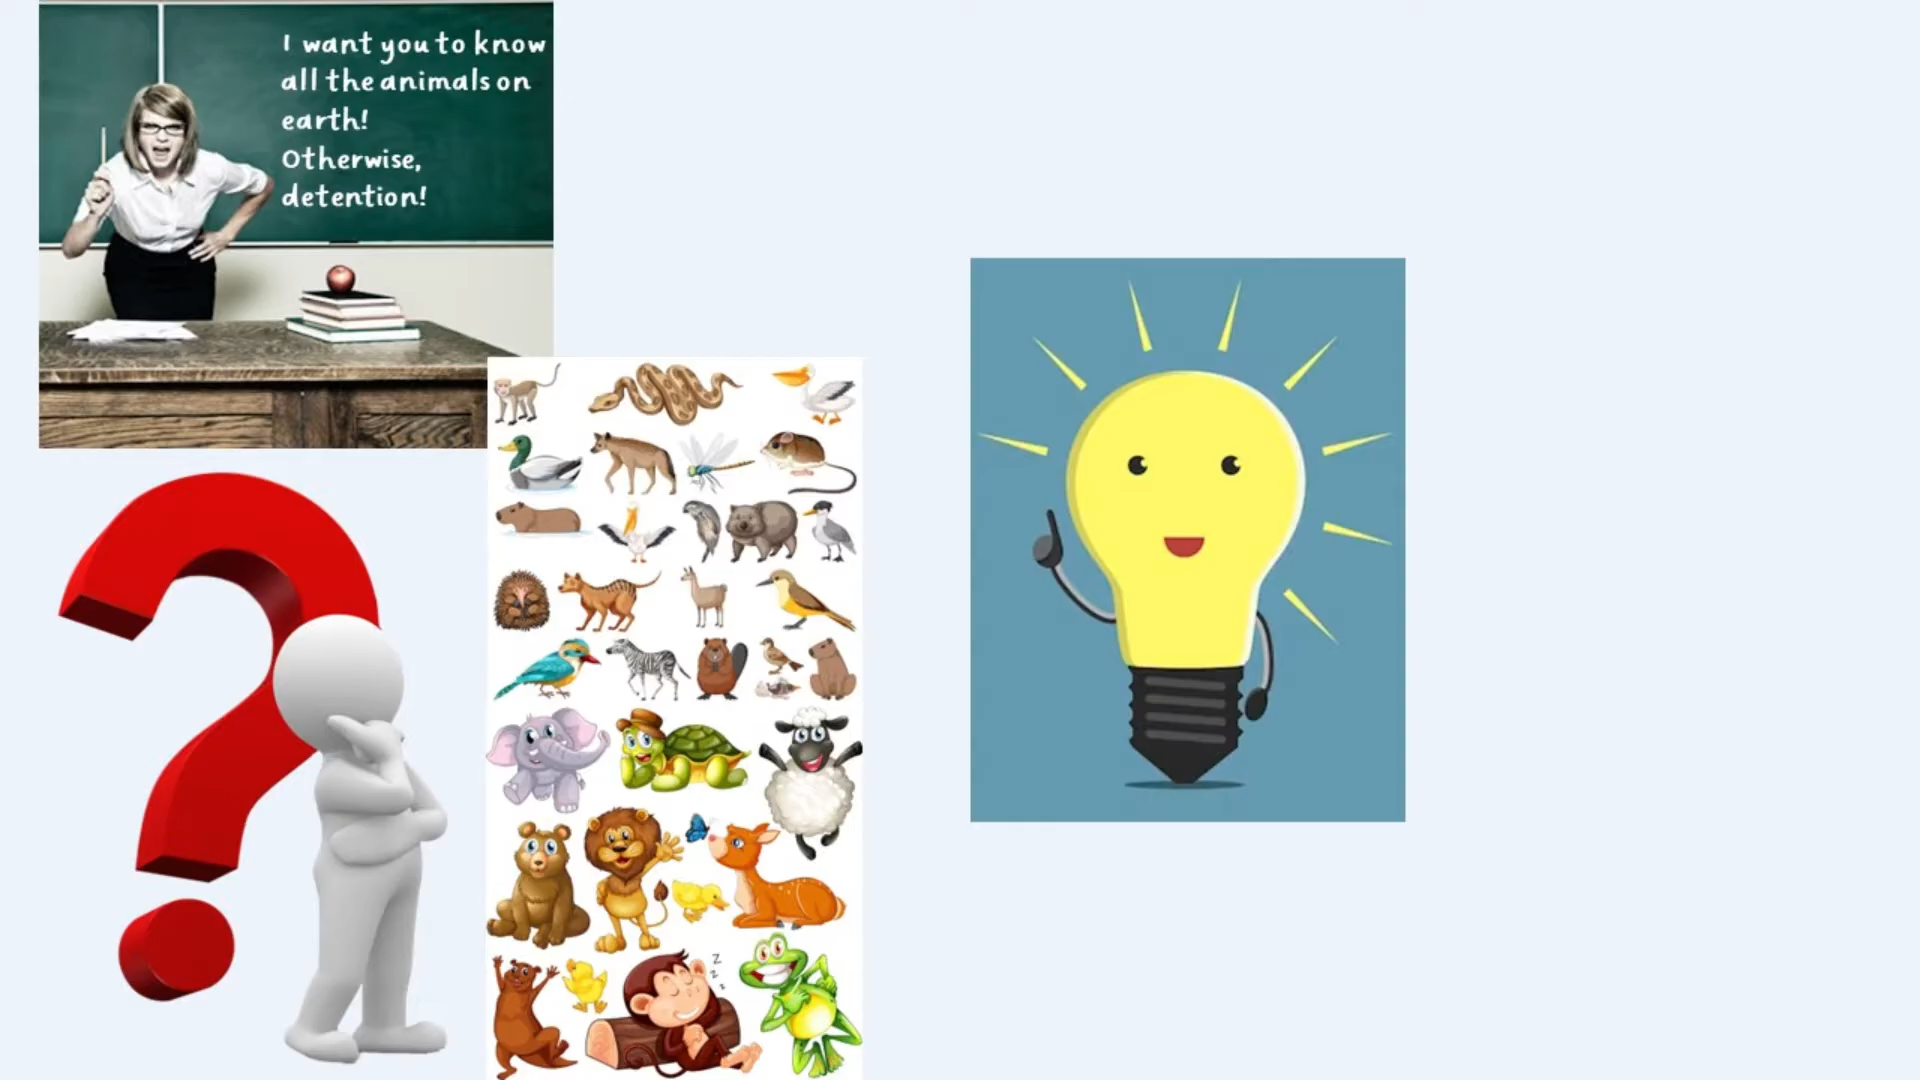 I want you to know
all the animals on
earth!
Otherwise,
detention!
Z
Z
Z